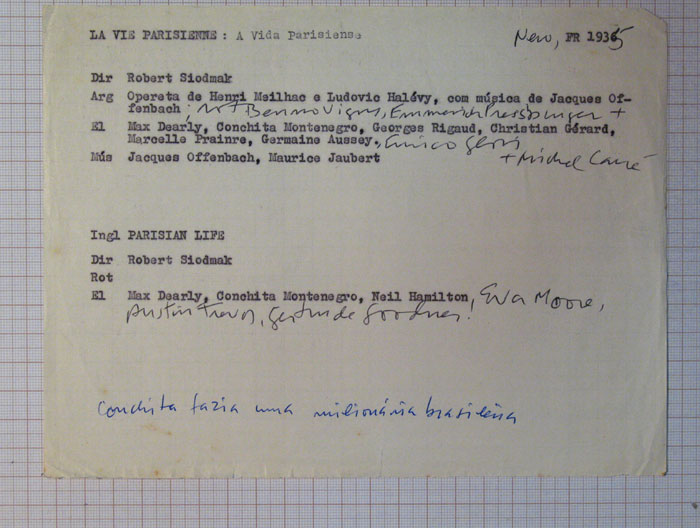 LA VIE PARISIENNE: A Vida Parisiense
New, FR 1935
Dir Robert Siodmak
Arg Opereta de Henri Meilhac e Ludovic Halévy, com música de Jacques Of-
fenbach; Rot Benno Vigny, Emmerich Pressburger +
El Max Dearly, Conchita Montenegro, Georges Rigaud, Christian Gérard,
Marcelle Prainre, Germaine Aussey.,
Mús Jacques Offenbach, Maurice Jaubert
+ Michel Carré
Ingl PARISIAN LIFE
Dir Robert Siodmak
Rot
El Max Dearly, Conchita Montenegro, Neil Hamilton, Eva Moore,
Austin Trevor, Gertrude
Conchita fazia uma milionária brasileira